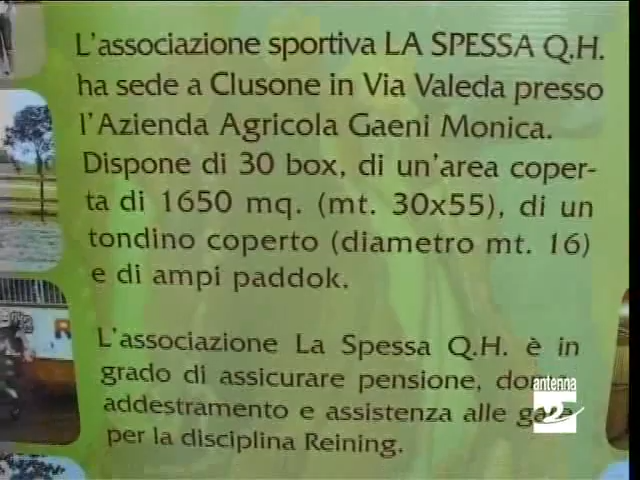 L'associazione sportiva LA SPESSA Q.H.
ha sede a Clusone in Via Valeda presso
l'Azienda Agricola Gaeni Monica.
Dispone di 30 box, di un'area coper-
ta di 1650 mq. (mt. 30x55), di un
tondino coperto (diametro mt. 16)
e di ampi paddok.
L'associazione La Spessa Q.H. è in
grado di assicurare pensione,
addestramento e assistenza alle
per la disciplina Reining.
antenna
2